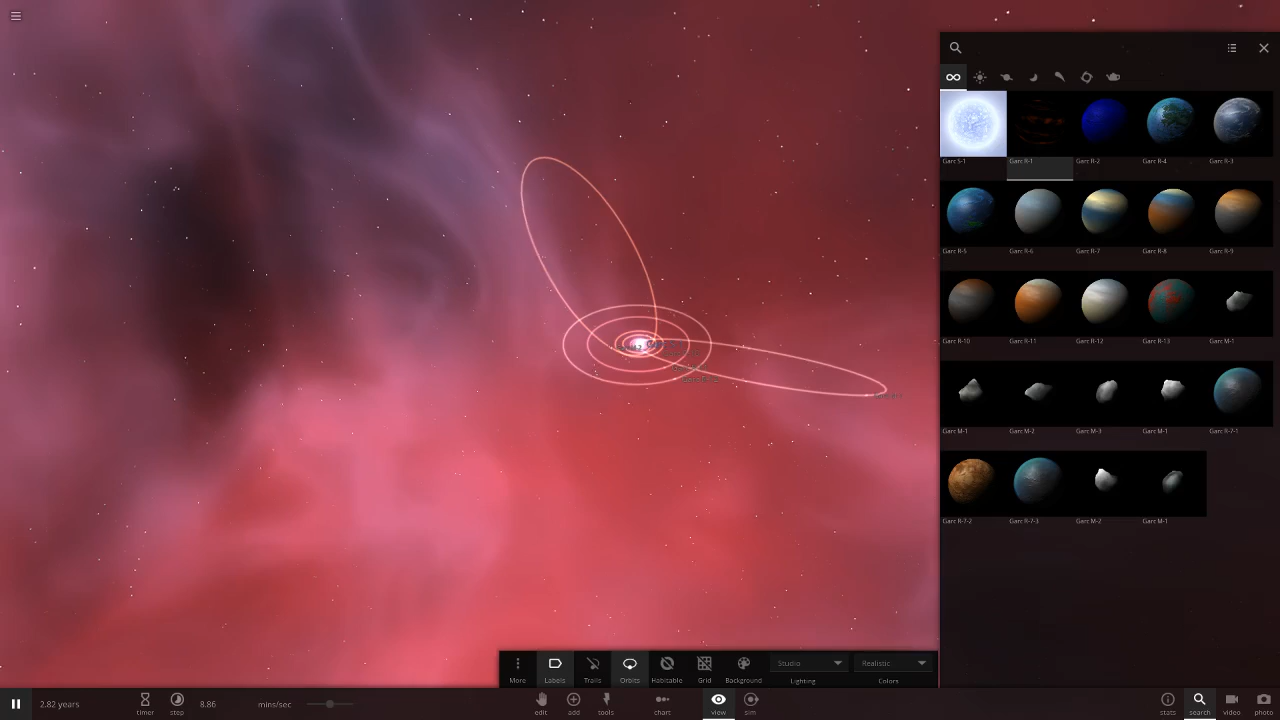 Garc S-1
Garc R-1
Garc R-2
Garc R-4
Garc R-3
Garc R-5
Garc R-6
Garc R-7
Garc R-8
Garc R-9
Garc R-10
Garc R-11
Garc R-12
Garc R-13
Garc M-1
Garc M-1
Garc M-2
Garc M-3
Garc M-1
Garc R-7-1
Garc R-7-2
Garc R-7-3
Garc M-2
Garc M-1
More
Labels
Trails
Orbits
Habitable
Grid
Background
Studio
Lighting
Realistic
Colors
2.82 years
timer
step
8.86
mins/sec
edit
add
tools
chart
view
sim
stats
search
video
photo